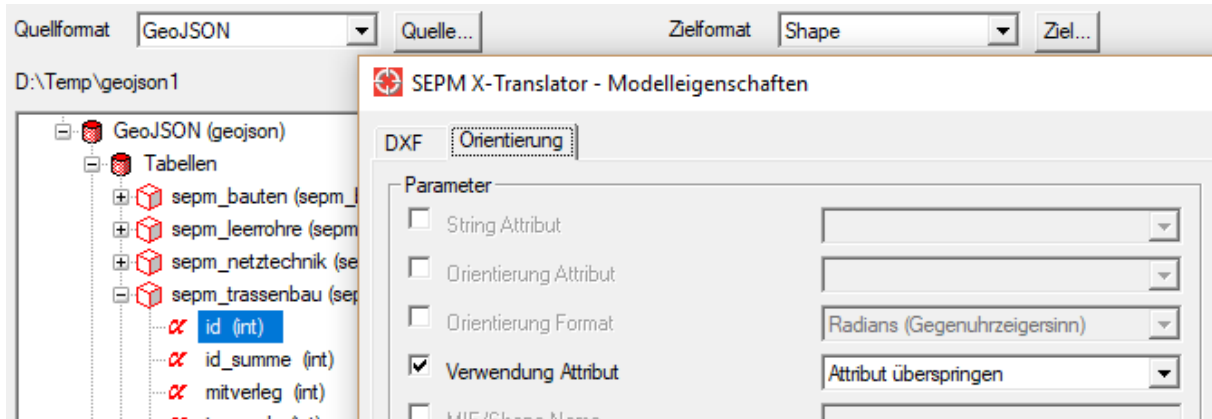 Quellformat GeoJSON Quelle... Zielformat Shape Ziel...
D:\Temp\geojson1
SEPM X-Translator - Modelleigenschaften
GeoJSON (geojson)
Tabellen
sepm_bauten (sepm_
sepm_leerrohre (sepm
sepm_netztechnik (se
sepm_trassenbau (sep
id (int)
id_summe (int)
mitverleg (int)
DXF Orientierung
Parameter
String Attribut
Orientierung Attribut
Orientierung Format Radians (Gegenuhrzeigersinn)
Verwendung Attribut Attribut überspringen